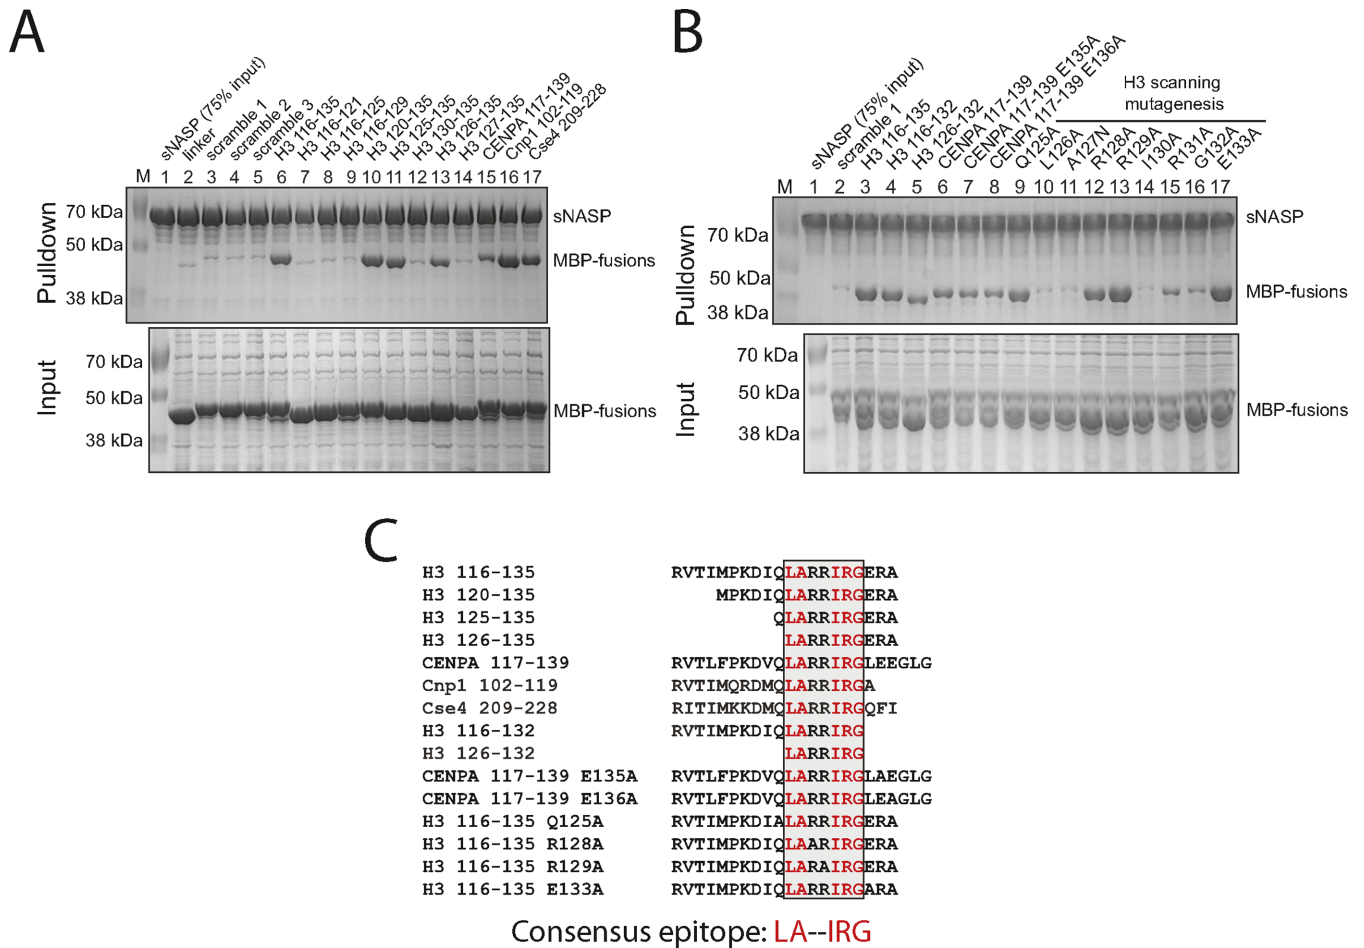 A
sNASP (75% input)
linker
scramble 1
scramble 2
scramble 3
H3 116-135
H3 116-121
H3 116-125
H3 116-129
H3 120-135
H3 125-135
H3 130-135
H3 126-135
H3 127-135
CENPA 117-139
Cnp1 102-119
Cse4 209-228
M 1 2 3 4 5 6 7 8 9 10 11 12 13 14 15 16 17
Pulldown
70 kDa
50 kDa
38 kDa
sNASP
MBP-fusions
Input
70 kDa
50 kDa
38 kDa
MBP-fusions
B
sNASP (75% input)
scramble 1
H3 116-135
H3 116-132
H3 126-132
CENPA 117-139
CENPA 117-139 E135A
CENPA 117-139 E136A
H3 scanning
mutagenesis
Q125A
L126A
A127N
R128A
R129A
I130A
R131A
G132A
E133A
M 1 2 3 4 5 6 7 8 9 10 11 12 13 14 15 16 17
Pulldown
70 kDa
50 kDa
38 kDa
sNASP
MBP-fusions
Input
70 kDa
50 kDa
38 kDa
MBP-fusions
C
H3 116-135 RVTIMPKDIQLARRIRGERA
H3 120-135 MPKDIQLARRIRGERA
H3 125-135 QLARRIRGERA
H3 126-135 LARRIRGERA
CENPA 117-139 RVTLFPKDVQLARRIRGLEEGLG
Cnp1 102-119 RVTIMQRDMQLARRIRGA
Cse4 209-228 RITIMKKDMQLARRIRGQFI
H3 116-132 RVTIMPKDIQLARRIRG
H3 126-132 LARRIRG
CENPA 117-139 E135A RVTLFPKDVQLARRIRGLAEGLG
CENPA 117-139 E136A RVTLFPKDVQLARRIRGLEAGLG
H3 116-135 Q125A RVTIMPKDIALARRIRGERA
H3 116-135 R128A RVTIMPKDIQLAARIRGERA
H3 116-135 R129A RVTIMPKDIQLARAIRGERA
H3 116-135 E133A RVTIMPKDIQLARRIRGARA
Consensus epitope: LA--IRG